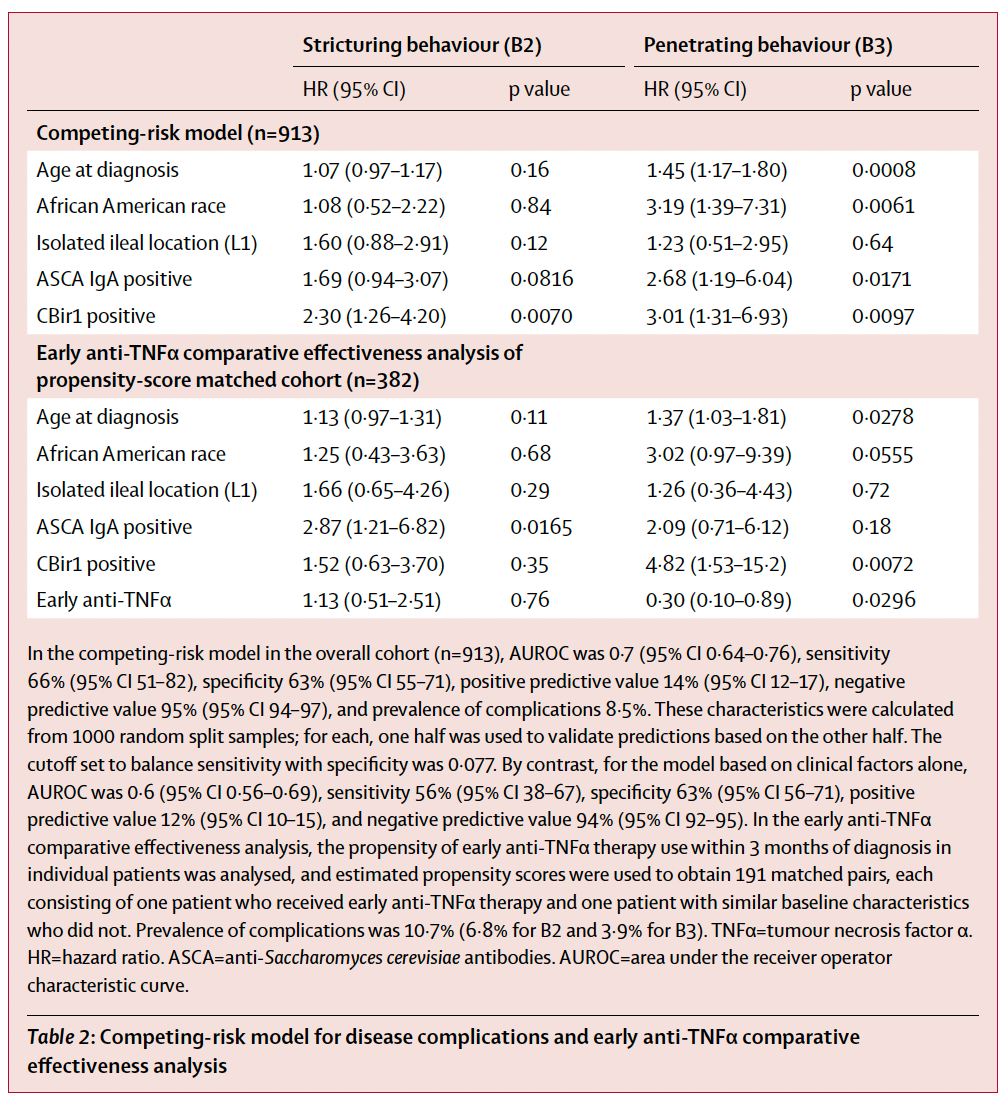 Stricturing behaviour (B2) Penetrating behaviour (B3)
HR (95% CI) p value HR (95% CI) p value
Competing-risk model (n=913)
Age at diagnosis 1·07 (0·97–1·17) 0·16 1·45 (1·17–1·80) 0·0008
African American race 1·08 (0·52–2·22) 0·84 3·19 (1·39–7·31) 0·0061
Isolated ileal location (L1) 1·60 (0·88–2·91) 0·12 1·23 (0·51–2·95) 0·64
ASCA IgA positive 1·69 (0·94–3·07) 0·0816 2·68 (1·19–6·04) 0·0171
CBir1 positive 2·30 (1·26–4·20) 0·0070 3·01 (1·31–6·93) 0·0097
Early anti-TNFα comparative effectiveness analysis of
propensity-score matched cohort (n=382)
Age at diagnosis 1·13 (0·97–1·31) 0·11 1·37 (1·03–1·81) 0·0278
African American race 1·25 (0·43–3·63) 0·68 3·02 (0·97–9·39) 0·0555
Isolated ileal location (L1) 1·66 (0·65–4·26) 0·29 1·26 (0·36–4·43) 0·72
ASCA IgA positive 2·87 (1·21–6·82) 0·0165 2·09 (0·71–6·12) 0·18
CBir1 positive 1·52 (0·63–3·70) 0·35 4·82 (1·53–15·2) 0·0072
Early anti-TNFα 1·13 (0·51–2·51) 0·76 0·30 (0·10–0·89) 0·0296
In the competing-risk model in the overall cohort (n=913), AUROC was 0·7 (95% CI 0·64–0·76), sensitivity
66% (95% CI 51–82), specificity 63% (95% CI 55–71), positive predictive value 14% (95% CI 12–17), negative
predictive value 95% (95% CI 94–97), and prevalence of complications 8·5%. These characteristics were calculated
from 1000 random split samples; for each, one half was used to validate predictions based on the other half. The
cutoff set to balance sensitivity with specificity was 0·077. By contrast, for the model based on clinical factors alone,
AUROC was 0·6 (95% CI 0·56–0·69), sensitivity 56% (95% CI 38–67), specificity 63% (95% CI 56–71), positive
predictive value 12% (95% CI 10–15), and negative predictive value 94% (95% CI 92–95). In the early anti-TNFα
comparative effectiveness analysis, the propensity of early anti-TNFα therapy use within 3 months of diagnosis in
individual patients was analysed, and estimated propensity scores were used to obtain 191 matched pairs, each
consisting of one patient who received early anti-TNFα therapy and one patient with similar baseline characteristics
who did not. Prevalence of complications was 10·7% (6·8% for B2 and 3·9% for B3). TNFα=tumour necrosis factor α.
HR=hazard ratio. ASCA=anti-Saccharomyces cerevisiae antibodies. AUROC=area under the receiver operator
characteristic curve.
Table 2: Competing-risk model for disease complications and early anti-TNFα comparative
effectiveness analysis